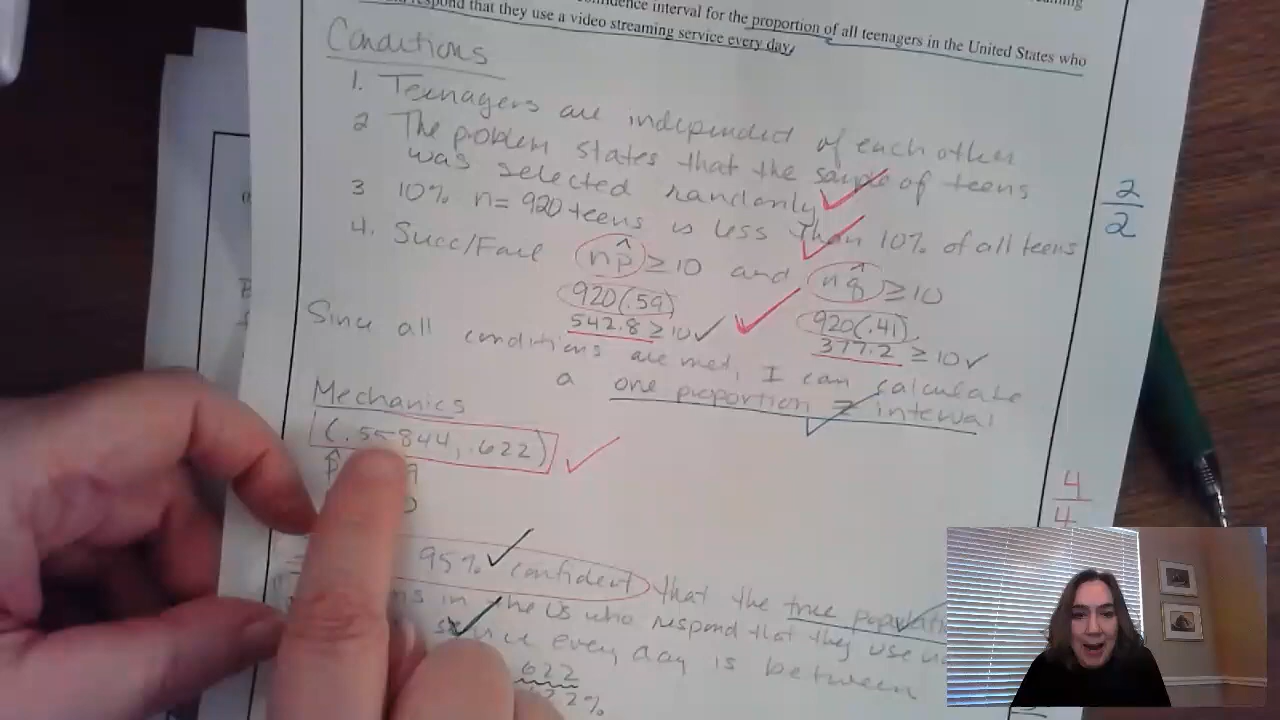 confidence interval for the proportion of all teenagers in the United States who
respond that they use a video streaming service every day.
Conditions
1. Teenagers are independent of each other
2 The problem states that the sample of teens
was selected randomly
3 10% n = 920 teens is less than 10% of all teens
4. Succ/Fail np̂ ≥ 10 and nq̂ ≥ 10
920(.59) 920(.41)
542.8 ≥ 10 ✓ 377.2 ≥ 10 ✓
Since all conditions are met, I can calculate
a one proportion z interval
Mechanics
(.55844, .622)
p̂
95% confident that the true
in the US who respond that they use
every day is between
622
%
2/2
4/4